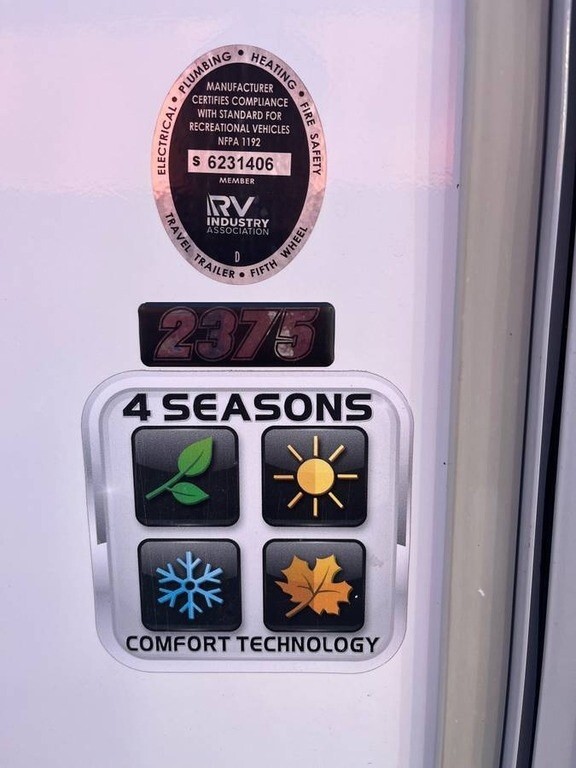 ELECTRICAL • PLUMBING • HEATING • FIRE SAFETY
MANUFACTURER
CERTIFIES COMPLIANCE
WITH STANDARD FOR
RECREATIONAL VEHICLES
NFPA 1192
S 6231406
MEMBER
RV
INDUSTRY
ASSOCIATION
D
TRAVEL TRAILER • FIFTH WHEEL
2375
4 SEASONS
COMFORT TECHNOLOGY